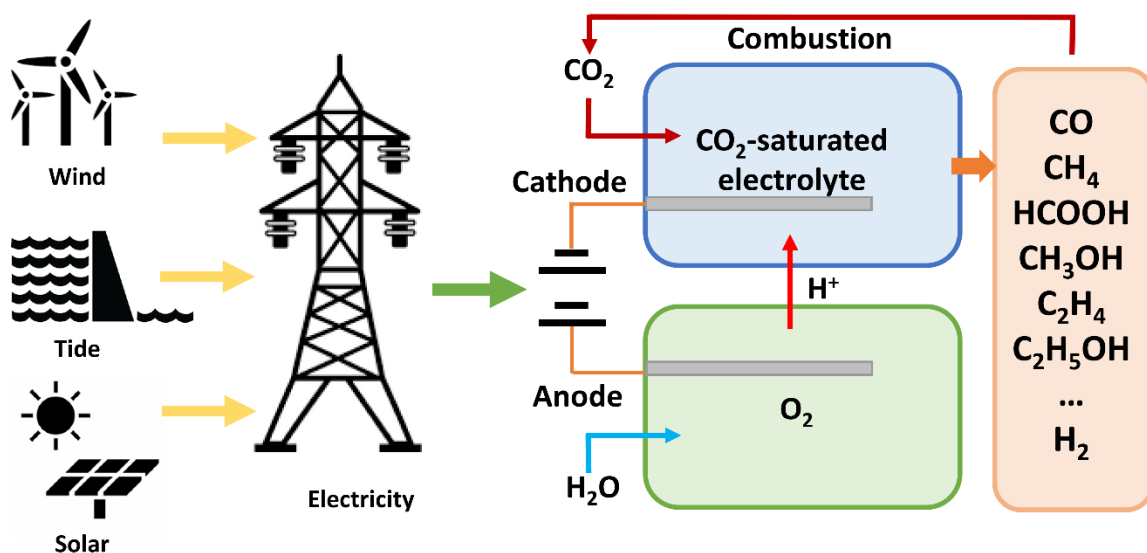 Wind
Tide
Solar
Electricity
Combustion
CO₂
CO₂-saturated
electrolyte
Cathode
H⁺
Anode
O₂
H₂O
CO
CH₄
HCOOH
CH₃OH
C₂H₄
C₂H₅OH
...
H₂